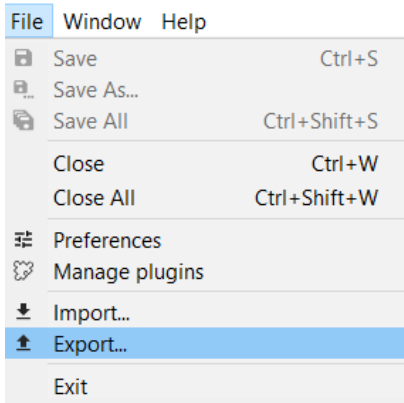 File Window Help
Save Ctrl+S
Save As...
Save All Ctrl+Shift+S
Close Ctrl+W
Close All Ctrl+Shift+W
Preferences
Manage plugins
Import...
Export...
Exit